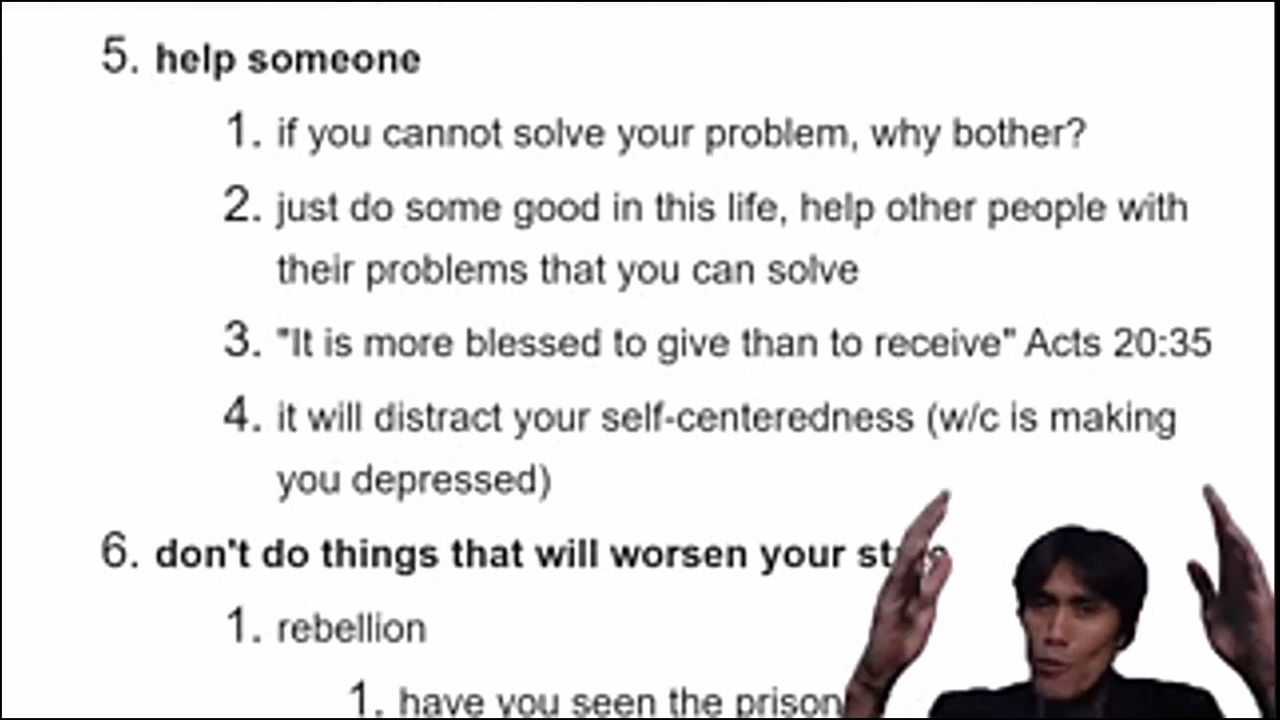 5. help someone
1. if you cannot solve your problem, why bother?
2. just do some good in this life, help other people with
their problems that you can solve
3. "It is more blessed to give than to receive" Acts 20:35
4. it will distract your self-centeredness (w/c is making
you depressed)
6. don't do things that will worsen your
1. rebellion
1. have you seen the prison